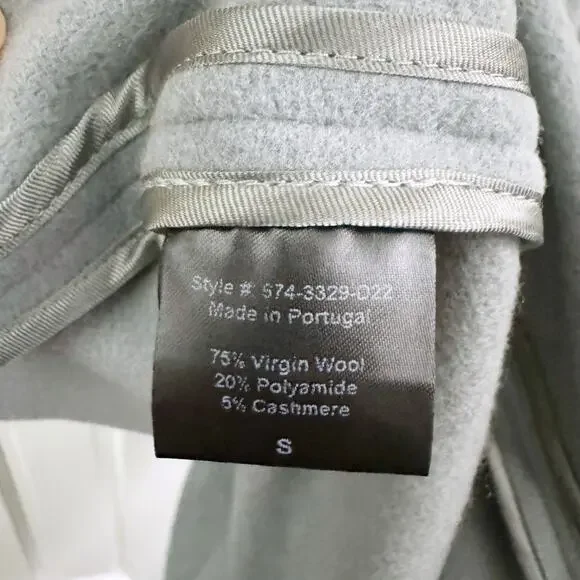 Style #: 574-3329-D22
Made in Portugal
75% Virgin Wool
20% Polyamide
5% Cashmere
S